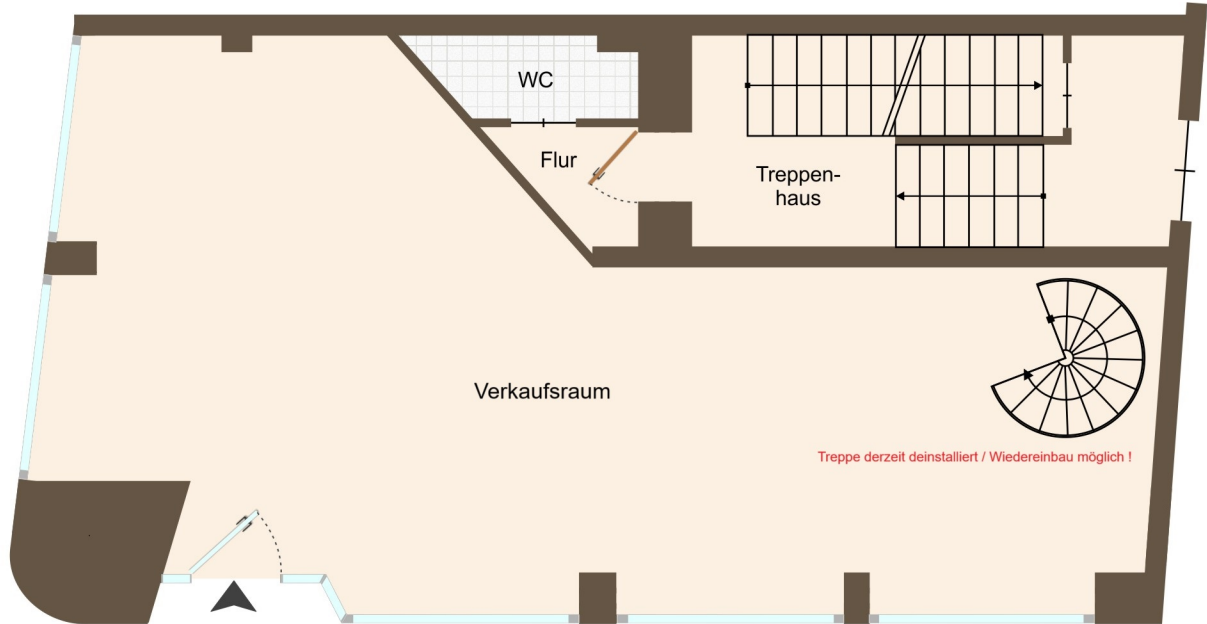 WC
Flur
Treppen-
haus
Verkaufsraum
Treppe derzeit deinstalliert / Wiedereinbau möglich !